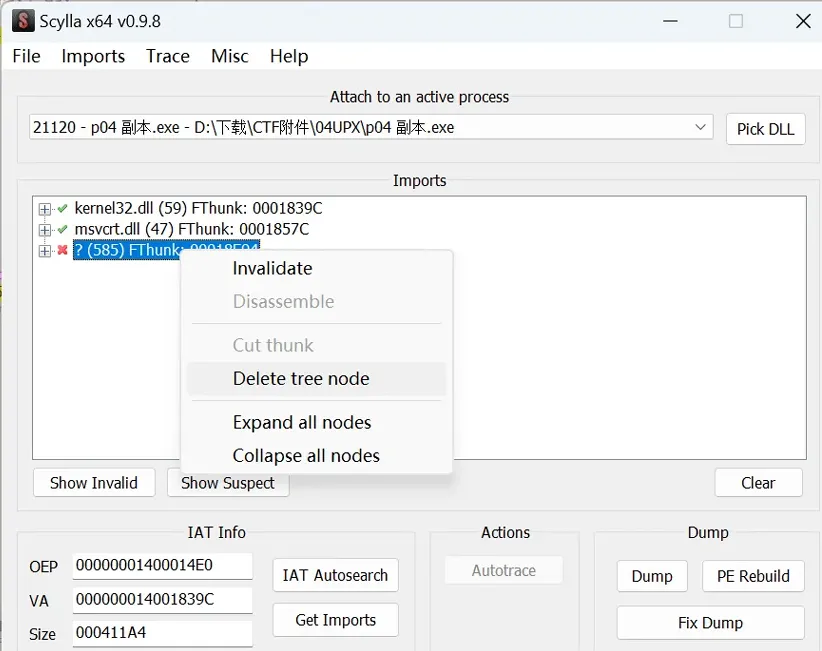 Scylla x64 v0.9.8
File Imports Trace Misc Help
Attach to an active process
21120 - p04 副本.exe - D:\下载\CTF附件\04UPX\p04 副本.exe
Pick DLL
Imports
kernel32.dll (59) FThunk: 0001839C
msvcrt.dll (47) FThunk: 0001857C
? (585) FThunk:
Invalidate
Disassemble
Cut thunk
Delete tree node
Expand all nodes
Collapse all nodes
Show Invalid Show Suspect Clear
IAT Info Actions Dump
OEP 00000001400014E0 IAT Autosearch Autotrace Dump PE Rebuild
VA 000000014001839C
Get Imports Fix Dump
Size 000411A4